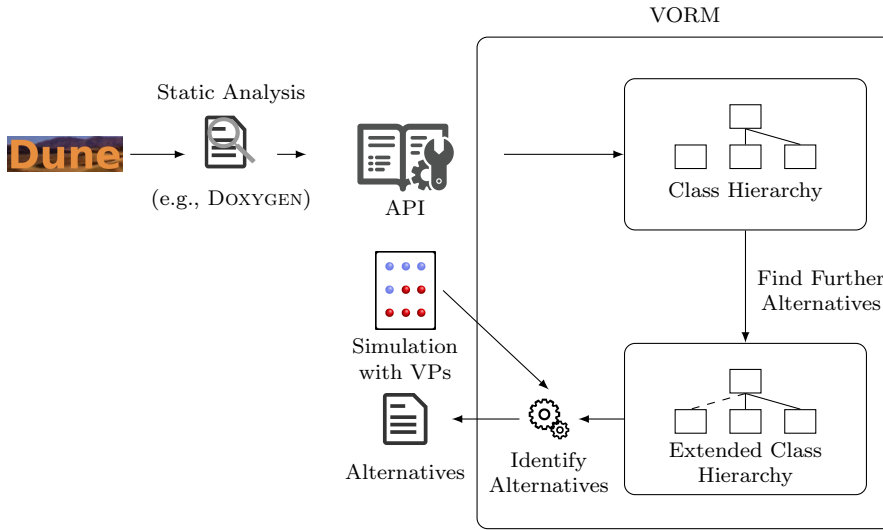 VORM
Static Analysis
Dune
(e.g., DOXYGEN)
API
Class Hierarchy
Find Further
Alternatives
Simulation
with VPs
Alternatives
Identify
Alternatives
Extended Class
Hierarchy